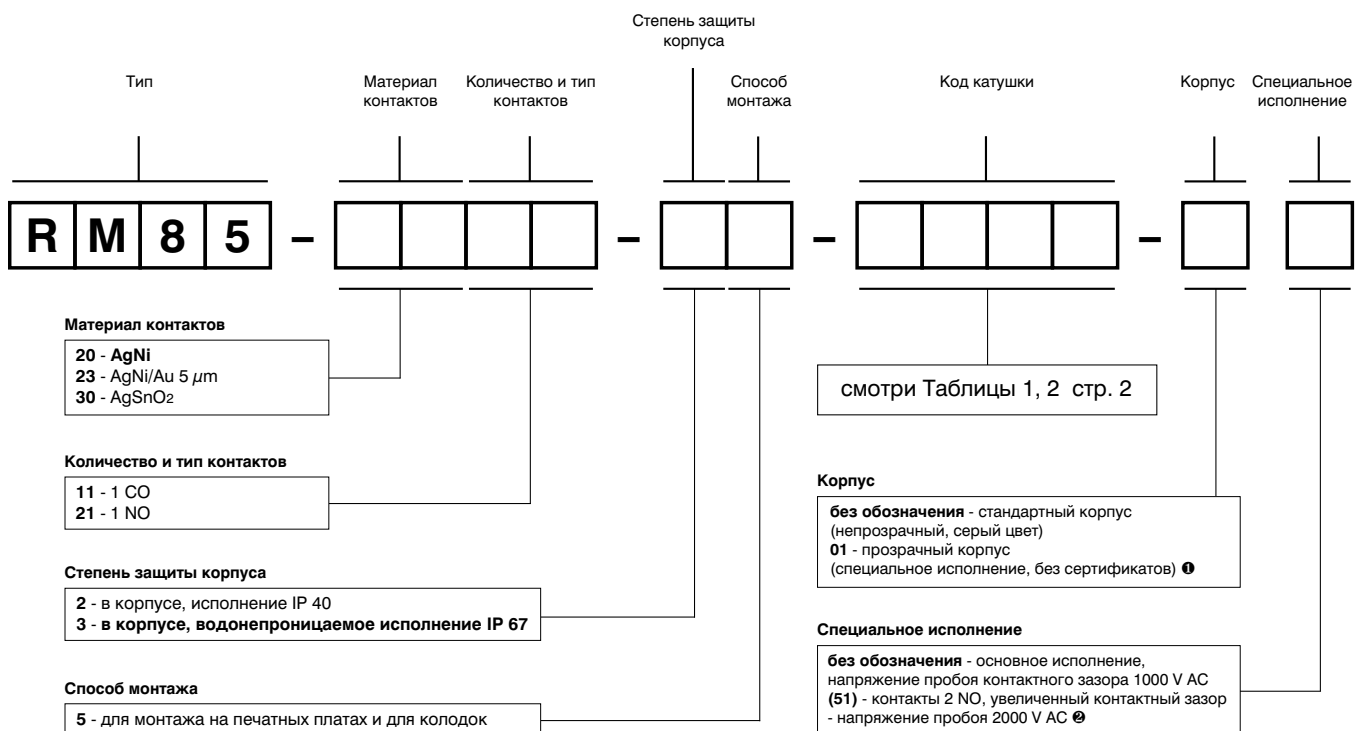 Степень защиты
корпуса
Тип
Материал
контактов
Количество и тип
контактов
Способ
монтажа
Код катушки
Корпус
Специальное
исполнение
RM85 – – – –
Материал контактов
20 - AgNi
23 - AgNi/Au 5 µm
30 - AgSnO2
смотри Таблицы 1, 2 стр. 2
Количество и тип контактов
11 - 1 CO
21 - 1 NO
Корпус
без обозначения - стандартный корпус
(непрозрачный, серый цвет)
01 - прозрачный корпус
(специальное исполнение, без сертификатов) ❶
Степень защиты корпуса
2 - в корпусе, исполнение IP 40
3 - в корпусе, водонепроницаемое исполнение IP 67
Специальное исполнение
без обозначения - основное исполнение,
напряжение пробоя контактного зазора 1000 V AC
(51) - контакты 2 NO, увеличенный контактный зазор
- напряжение пробоя 2000 V AC ❷
Способ монтажа
5 - для монтажа на печатных платах и для колодок